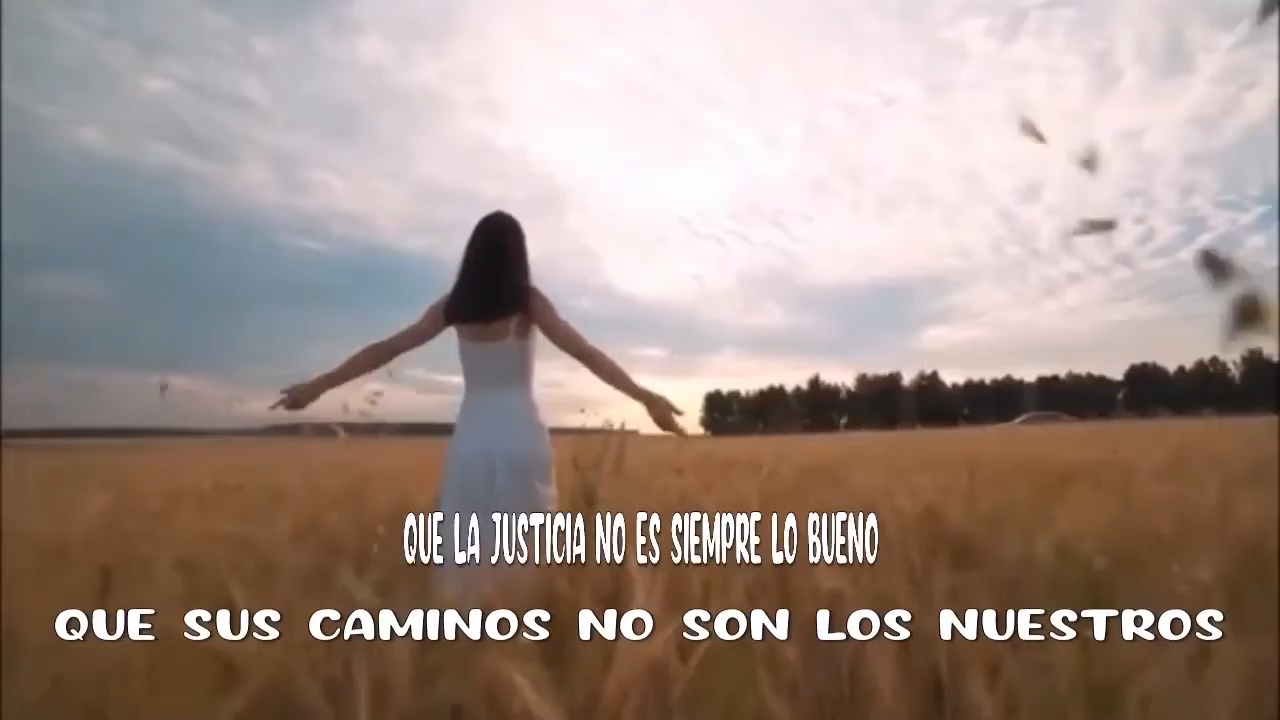 QUE LA JUSTICIA NO ES SIEMPRE LO BUENO
QUE SUS CAMINOS NO SON LOS NUESTROS